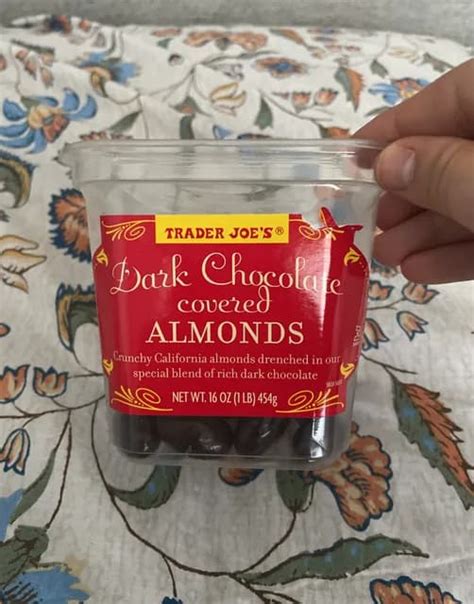 TRADER JOE'S®
Dark Chocolate
covered
ALMONDS
Crunchy California almonds drenched in our
special blend of rich dark chocolate
NET WT. 16 OZ (1 LB) 454g